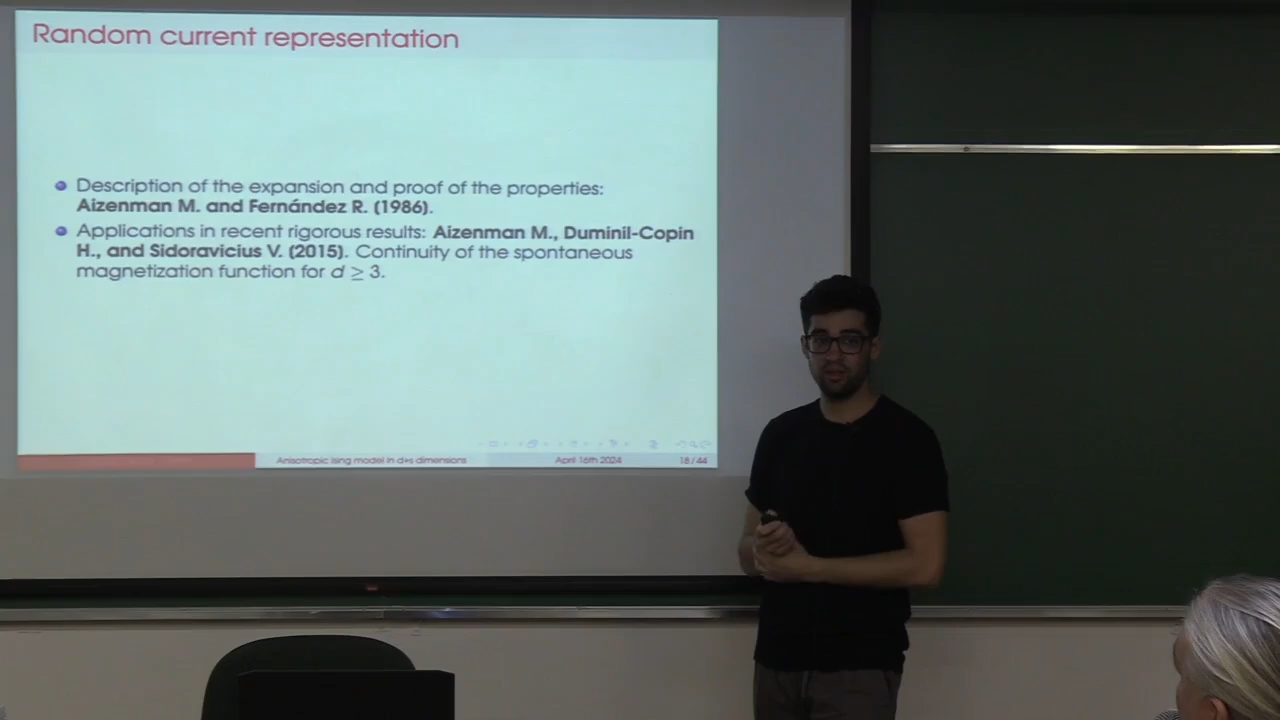 Random current representation
Description of the expansion and proof of the properties:
Aizenman M. and Fernández R. (1986).
Applications in recent rigorous results: Aizenman M., Duminil-Copin
H., and Sidoravicius V. (2015). Continuity of the spontaneous
magnetization function for d ≥ 3.
Anisotropic Ising model in d+s dimensions
April 16th 2024
18 / 44